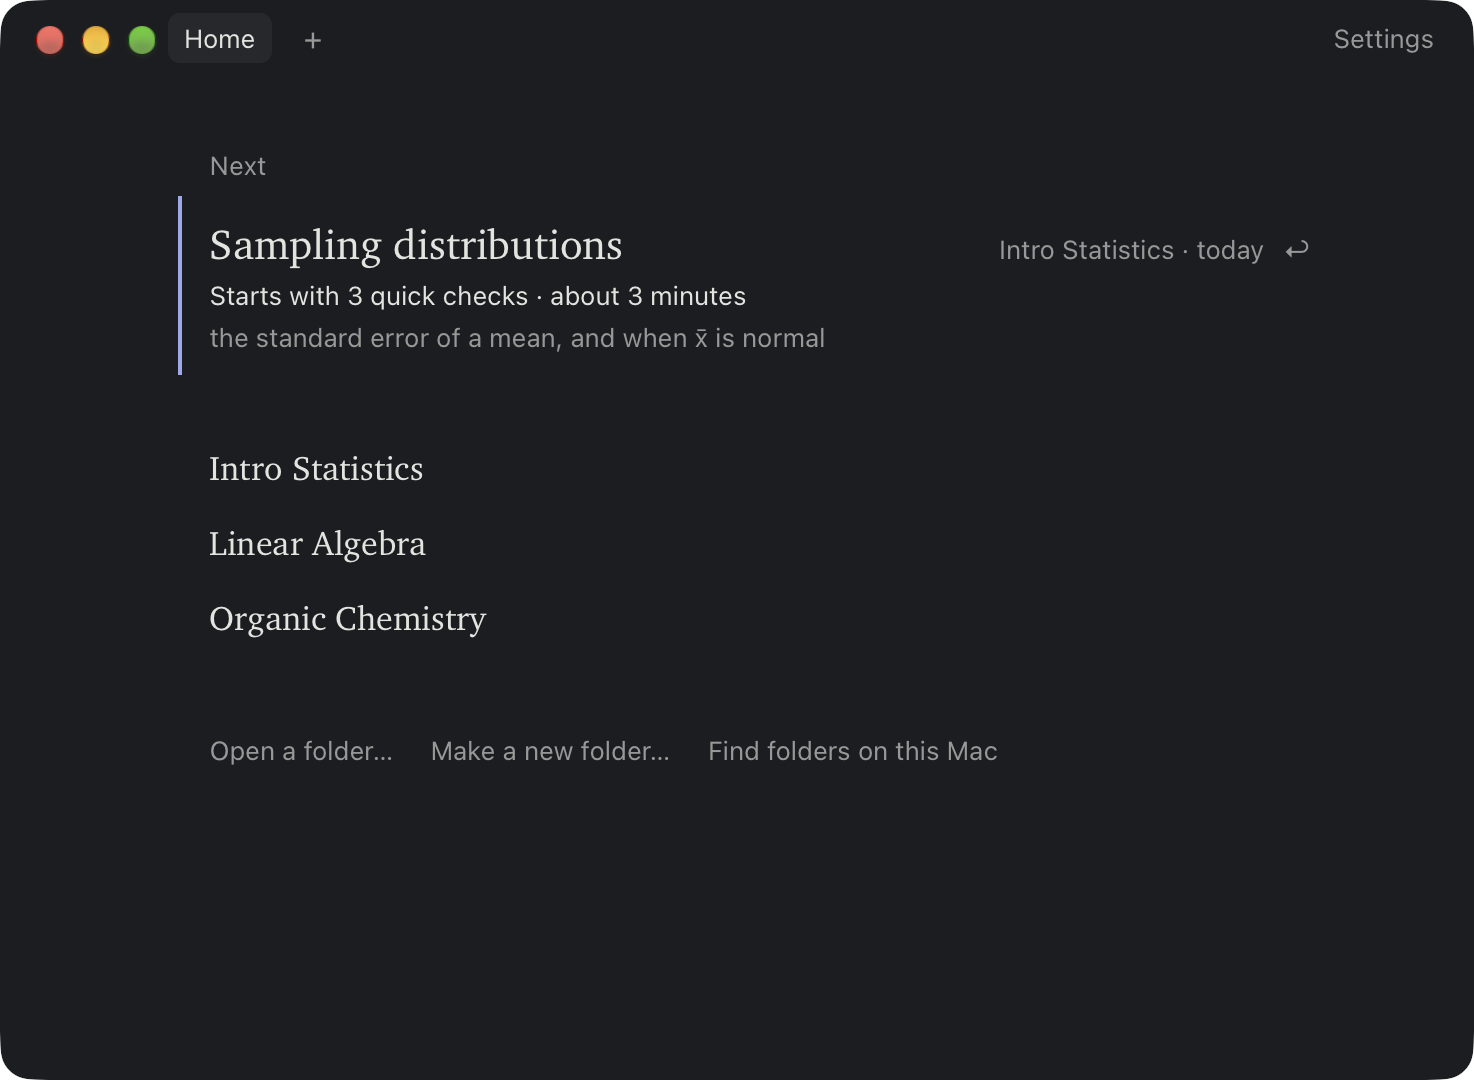 Home + Settings
Next
Sampling distributions
Intro Statistics · today ↩
Starts with 3 quick checks · about 3 minutes
the standard error of a mean, and when x̄ is normal
Intro Statistics
Linear Algebra
Organic Chemistry
Open a folder... Make a new folder... Find folders on this Mac